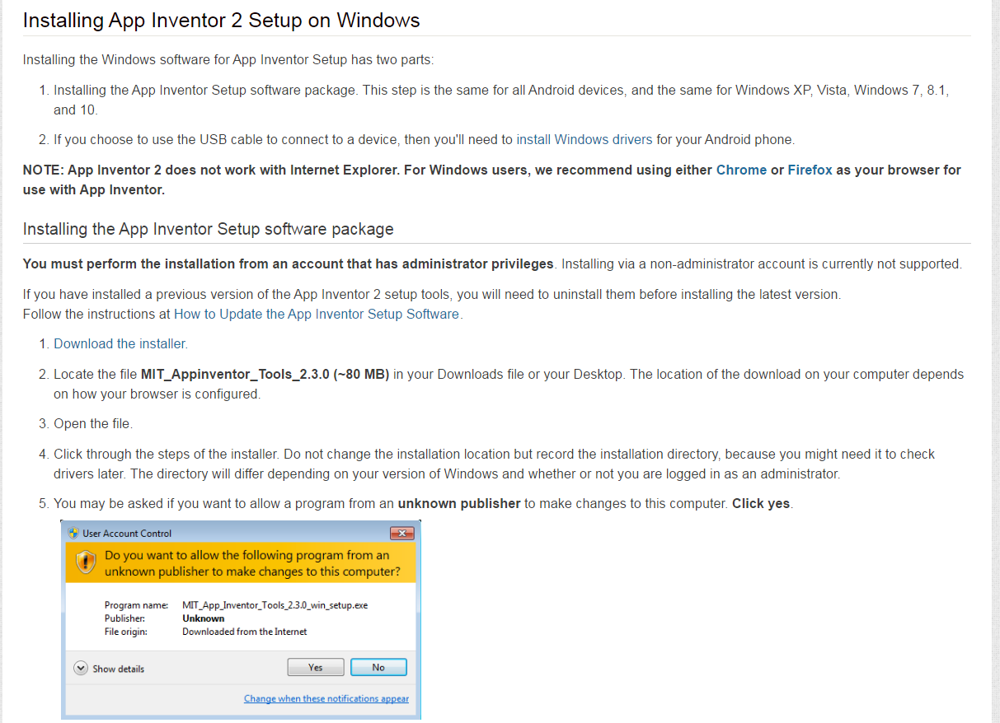 Installing App Inventor 2 Setup on Windows
Installing the Windows software for App Inventor Setup has two parts:
1. Installing the App Inventor Setup software package. This step is the same for all Android devices, and the same for Windows XP, Vista, Windows 7, 8.1,
and 10.
2. If you choose to use the USB cable to connect to a device, then you'll need to install Windows drivers for your Android phone.
NOTE: App Inventor 2 does not work with Internet Explorer. For Windows users, we recommend using either Chrome or Firefox as your browser for
use with App Inventor.
Installing the App Inventor Setup software package
You must perform the installation from an account that has administrator privileges. Installing via a non-administrator account is currently not supported.
If you have installed a previous version of the App Inventor 2 setup tools, you will need to uninstall them before installing the latest version.
Follow the instructions at How to Update the App Inventor Setup Software.
1. Download the installer.
2. Locate the file MIT_Appinventor_Tools_2.3.0 (~80 MB) in your Downloads file or your Desktop. The location of the download on your computer depends
on how your browser is configured.
3. Open the file.
4. Click through the steps of the installer. Do not change the installation location but record the installation directory, because you might need it to check
drivers later. The directory will differ depending on your version of Windows and whether or not you are logged in as an administrator.
5. You may be asked if you want to allow a program from an unknown publisher to make changes to this computer. Click yes.
User Account Control
Do you want to allow the following program from an
unknown publisher to make changes to this computer?
Program name: MIT_App_Inventor_Tools_2.3.0_win_setup.exe
Publisher: Unknown
File origin: Downloaded from the Internet
Show details Yes No
Change when these notifications appear